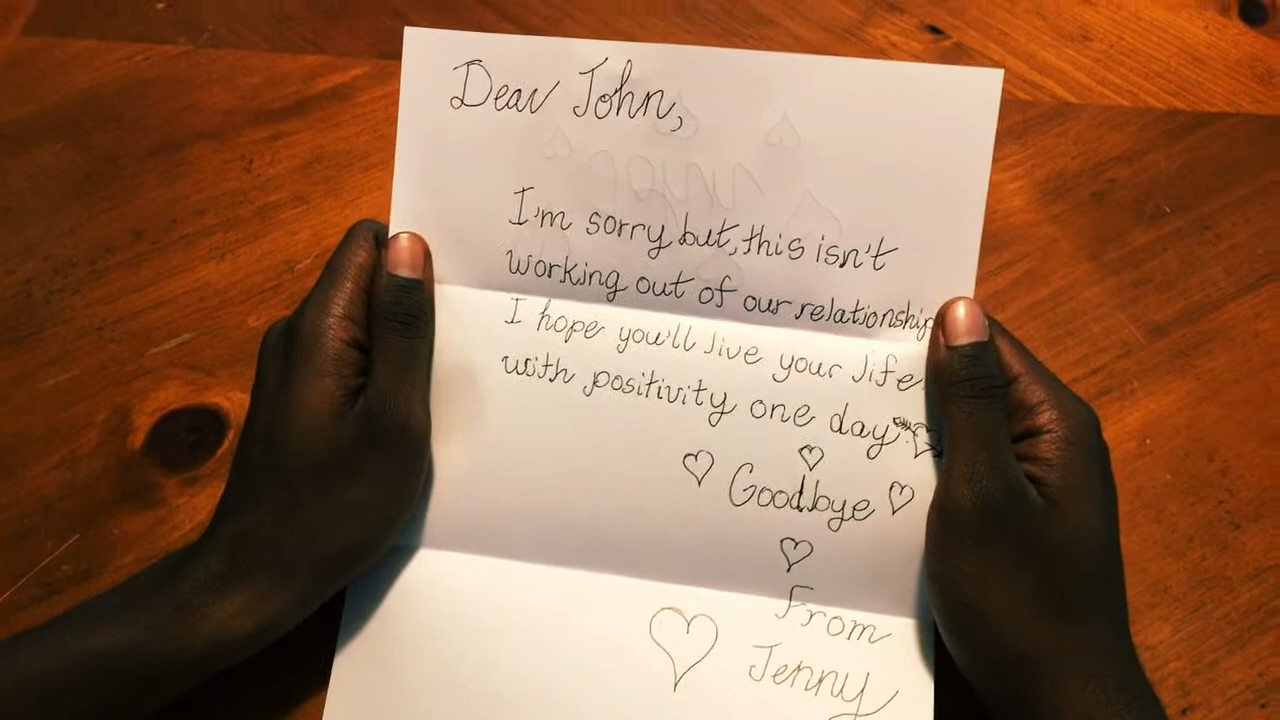 Dear John,
I'm sorry but, this isn't
working out of our relationship
I hope you'll live your life
with positivity one day
Goodbye
From
Jenny